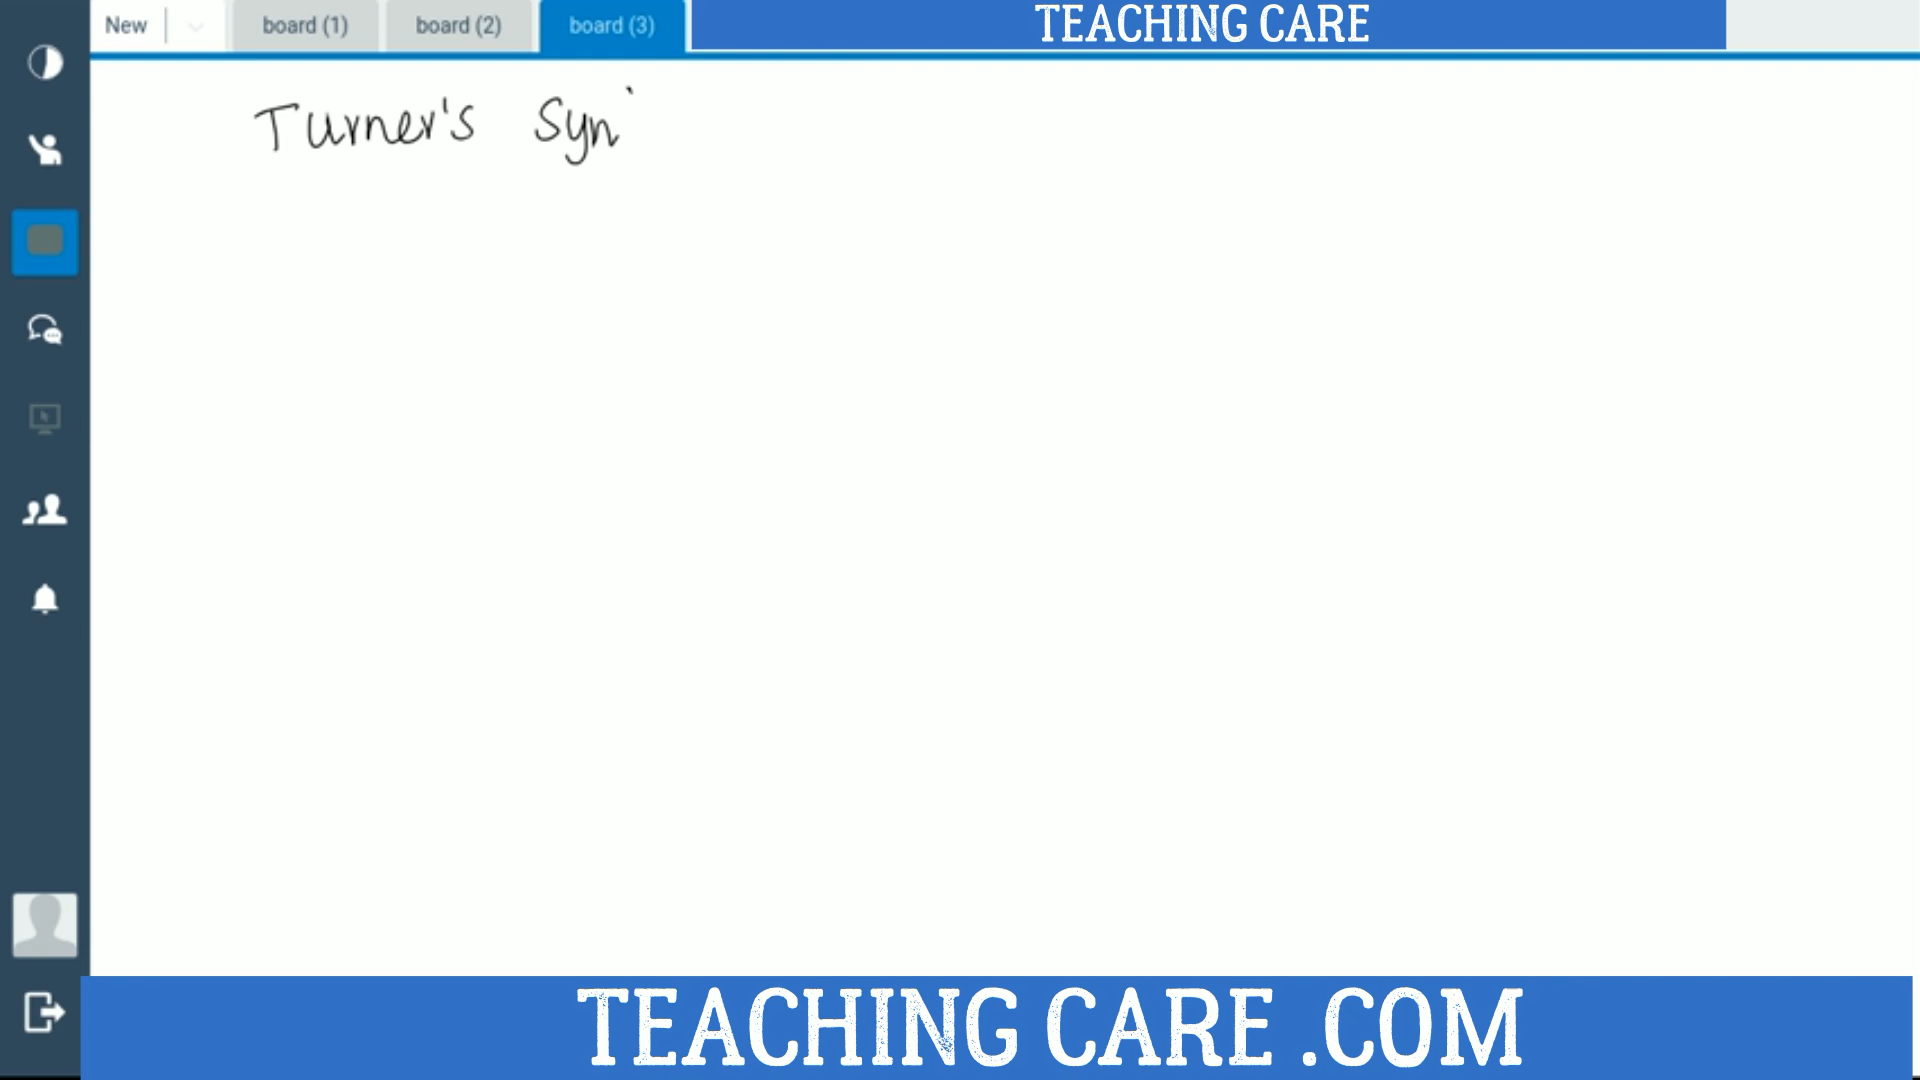 New board (1) board (2) board (3) TEACHING CARE
Turner's Syn
TEACHING CARE .COM